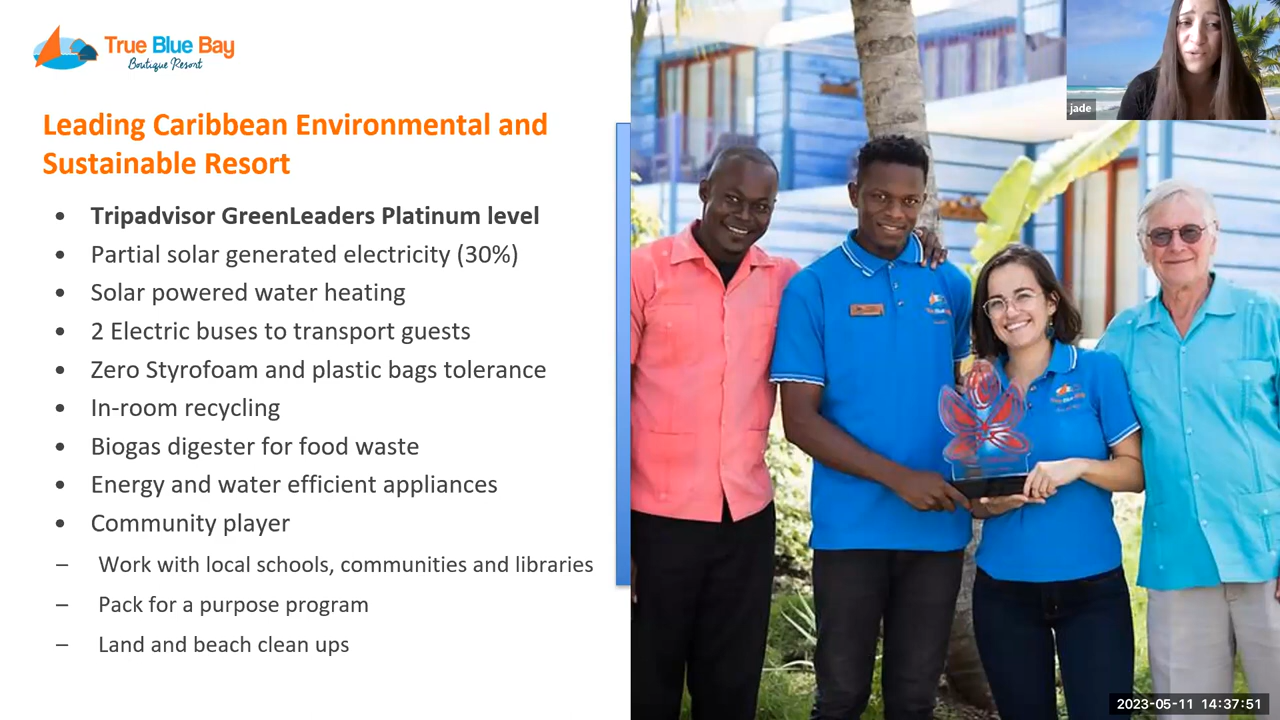 True Blue Bay
Boutique Resort
Leading Caribbean Environmental and
Sustainable Resort
• Tripadvisor GreenLeaders Platinum level
• Partial solar generated electricity (30%)
• Solar powered water heating
• 2 Electric buses to transport guests
• Zero Styrofoam and plastic bags tolerance
• In-room recycling
• Biogas digester for food waste
• Energy and water efficient appliances
• Community player
– Work with local schools, communities and libraries
– Pack for a purpose program
– Land and beach clean ups
jade
True Blue Bay
2023-05-11 14:37:51